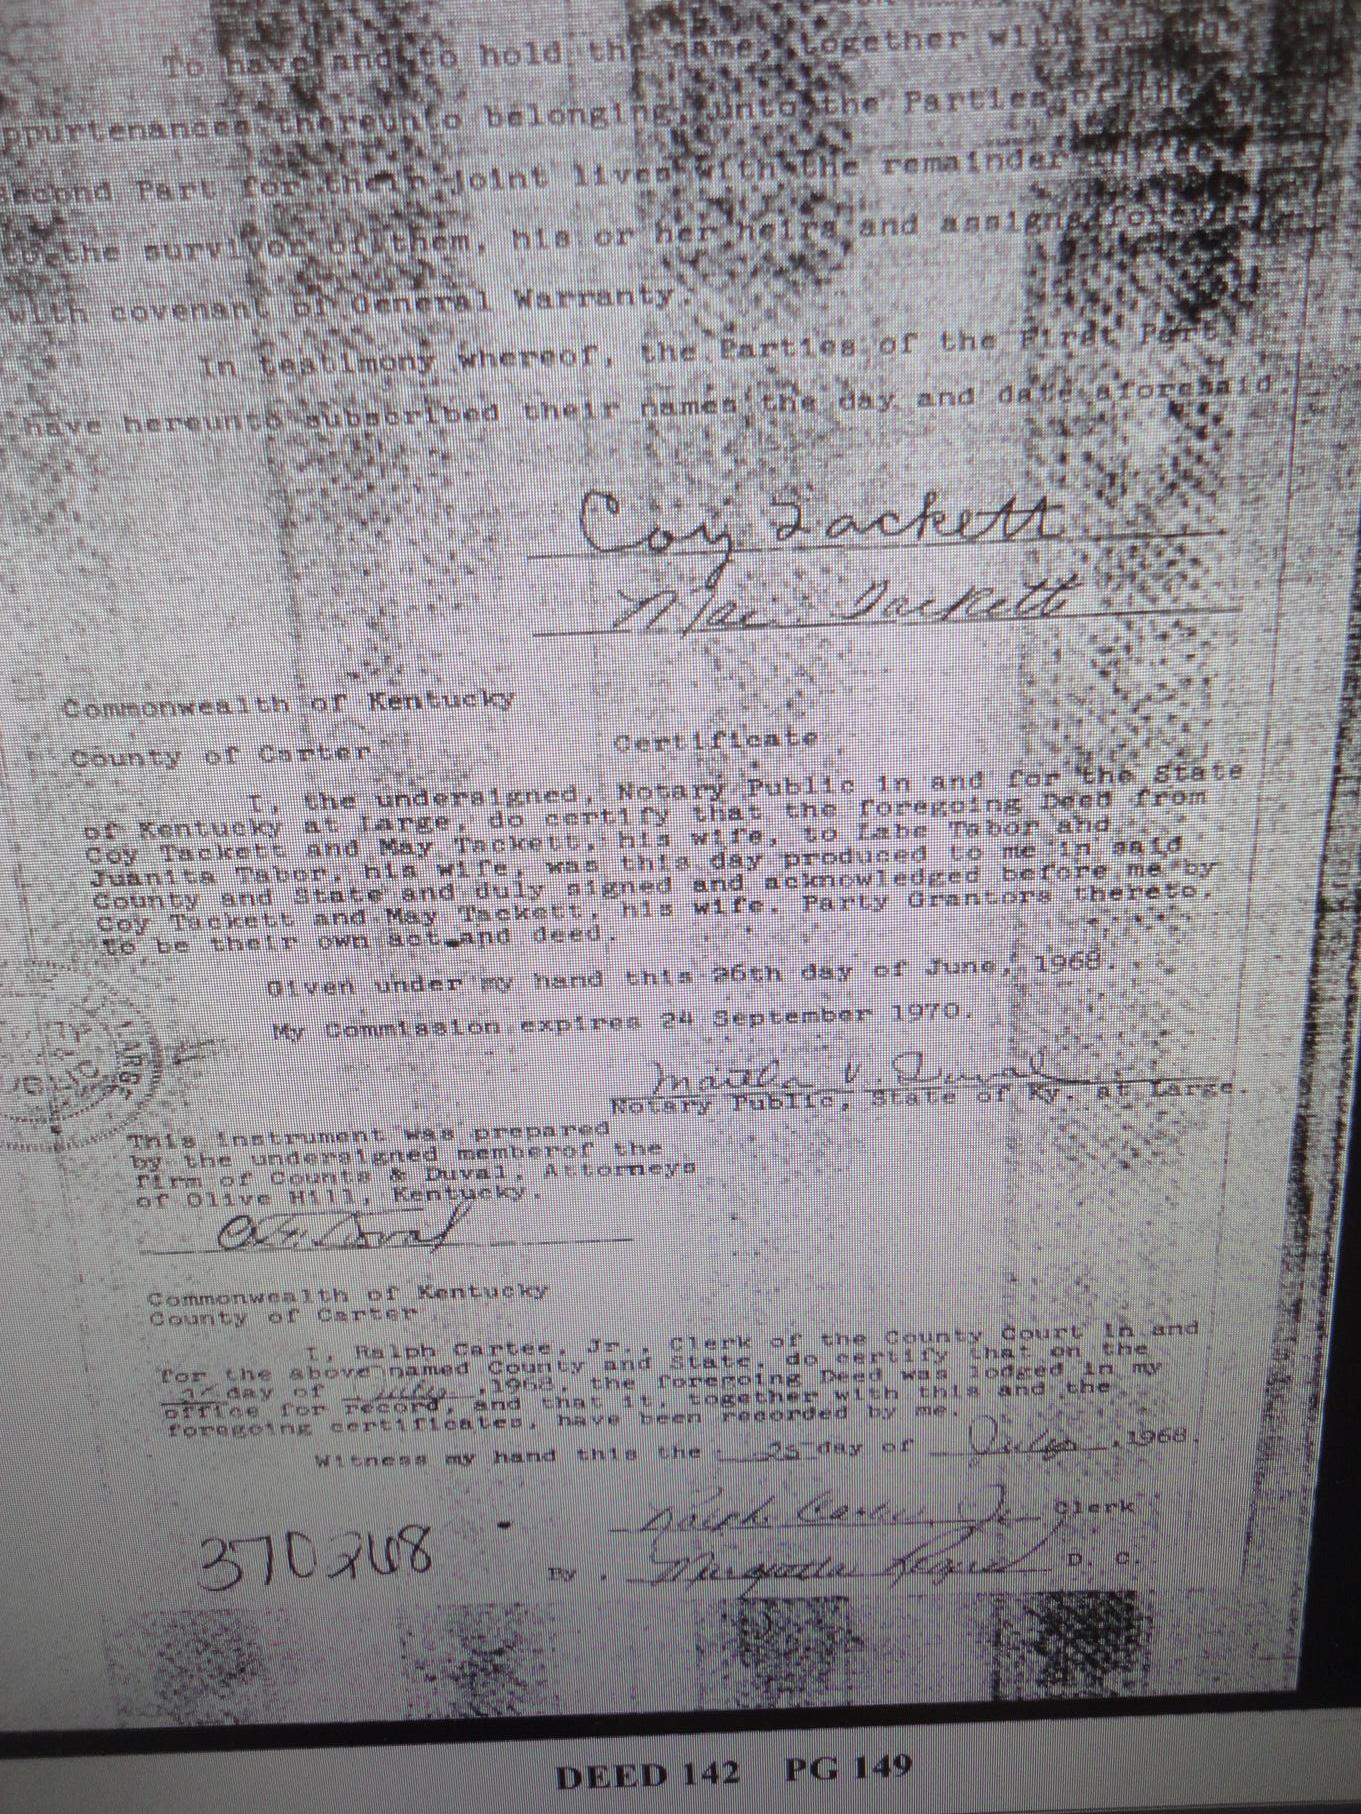 To have and to hold the same, together with all
ppurtenances thereunto belonging, unto the Parties of the
Second Part for their joint lives with the remainder in fee
to the survivor of them, his or her heirs and assigns forever
with covenant of General Warranty.
In testimony whereof, the Parties of the First Part
have hereunto subscribed their names the day and date aforesaid.
Coy Tackett
Mae Tackett
Commonwealth of Kentucky
County of Carter Certificate
I, the undersigned, Notary Public in and for the State
of Kentucky at Large, do certify that the foregoing Deed from
Coy Tackett and May Tackett, his wife, to Labe Tabor and
Juanita Tabor, his wife, was this day produced to me in said
County and State and duly signed and acknowledged before me by
Coy Tackett and May Tackett, his wife, Party Grantors thereto,
to be their own act and deed.
Given under my hand this 26th day of June, 1968.
My Commission expires 24 September 1970.
V. Duval
Notary Public, State of Ky. at Large.
This instrument was prepared
by the undersigned memberof the
firm of Counts & Duval, Attorneys
of Olive Hill, Kentucky.
Duval
Commonwealth of Kentucky
County of Carter
I, Ralph Cartee, Jr., Clerk of the County Court in and
for the above named County and State, do certify that on the
day of July, 1968, the foregoing Deed was lodged in my
office for record, and that it, together with this and the
foregoing certificates, have been recorded by me.
Witness my hand this the 25 day of July, 1968.
Ralph Cartee Jr. Clerk
By D. C.
370268
DEED 142 PG 149